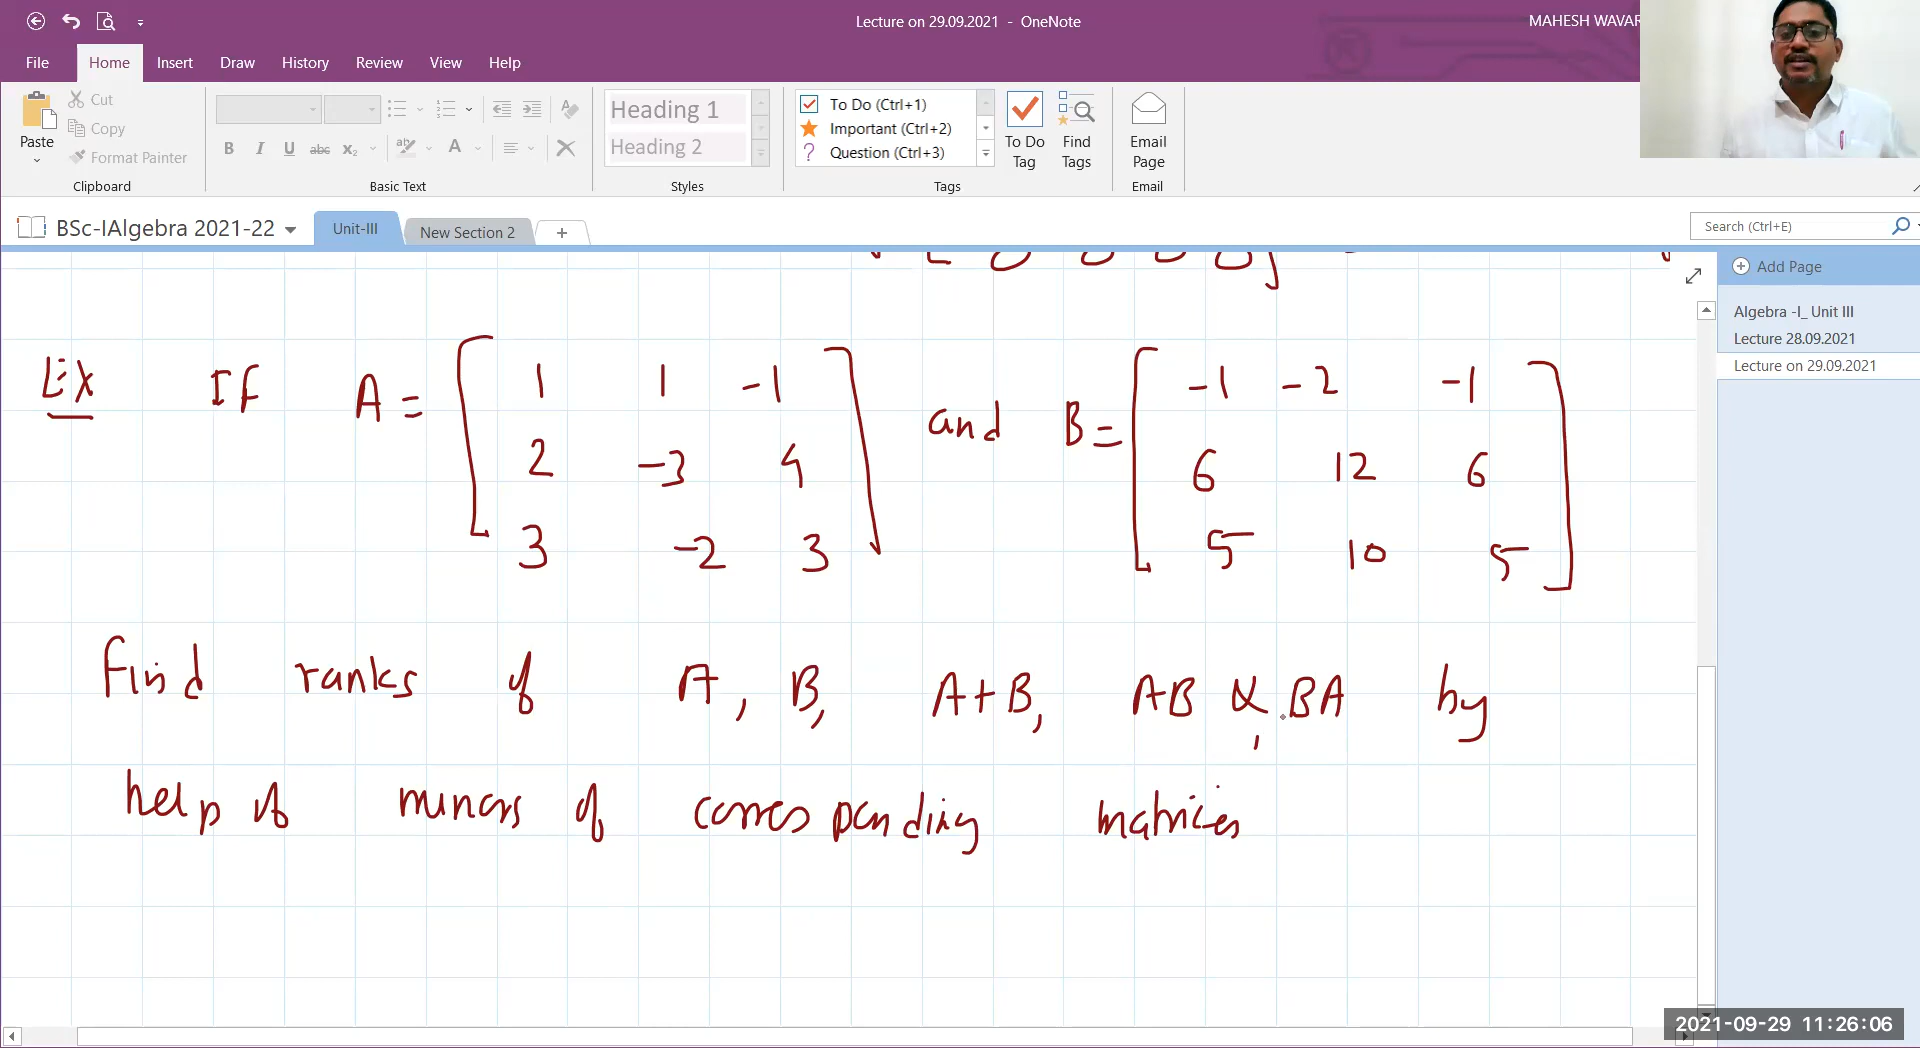 Lecture on 29.09.2021 - OneNote
MAHESH WAVAR
File Home Insert Draw History Review View Help
Paste
Cut
Copy
Format Painter
Clipboard
B I U abc x₂ ab A
Basic Text
Heading 1
Heading 2
Styles
To Do (Ctrl+1)
Important (Ctrl+2)
Question (Ctrl+3)
Tags
To Do
Tag
Find
Tags
Email
Page
Email
BSc-IAlgebra 2021-22
Unit-III
New Section 2
Search (Ctrl+E)
Add Page
Algebra -I_ Unit III
Lecture 28.09.2021
Lecture on 29.09.2021
Ex IF A = [ 1 1 -1 and B = [ -1 -2 -1
2 -3 4 6 12 6
3 -2 3 ] 5 10 5 ]
Find ranks of A, B, A+B, AB & BA by
help of minors of corresponding matrices
2021-09-29 11:26:06